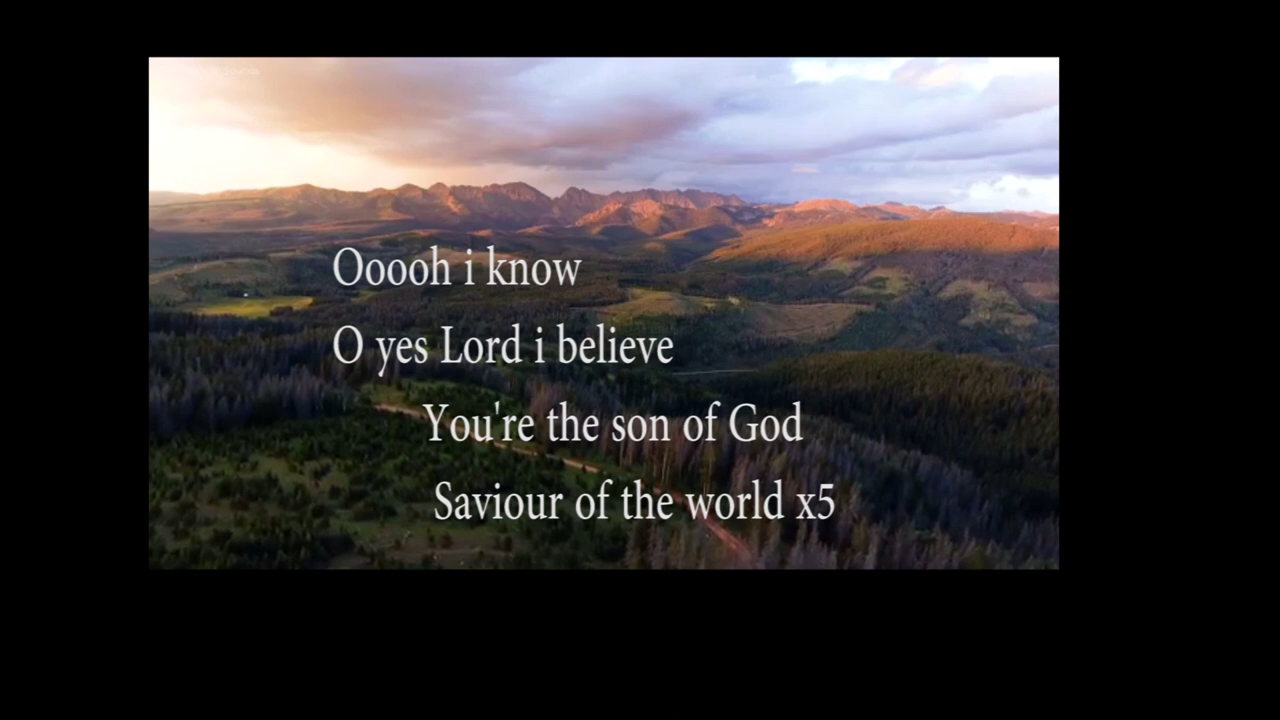 Ooooh i know
O yes Lord i believe
You're the son of God
Saviour of the world x5